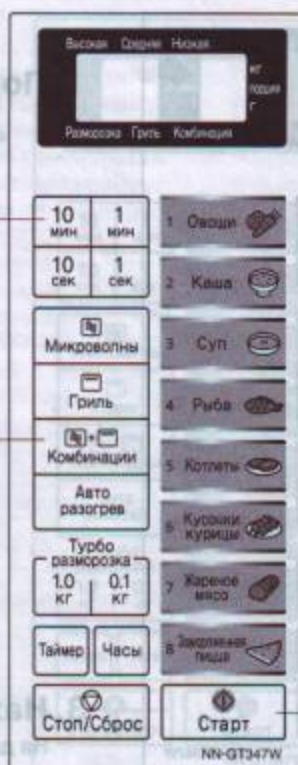 Высокая Средняя Низкая
кг
порция
г
Разморозка Гриль Комбинация
10 мин
1 мин
10 сек
1 сек
Микроволны
Гриль
Комбинации
Авто разогрев
Турбо разморозка
1.0 кг
0.1 кг
Таймер
Часы
Стоп/Сброс
1 Овощи
2 Каша
3 Суп
4 Рыба
5 Котлеты
6 Кусочки курицы
7 Жареное мясо
8 Замороженная пицца
Старт
NN-GT347W